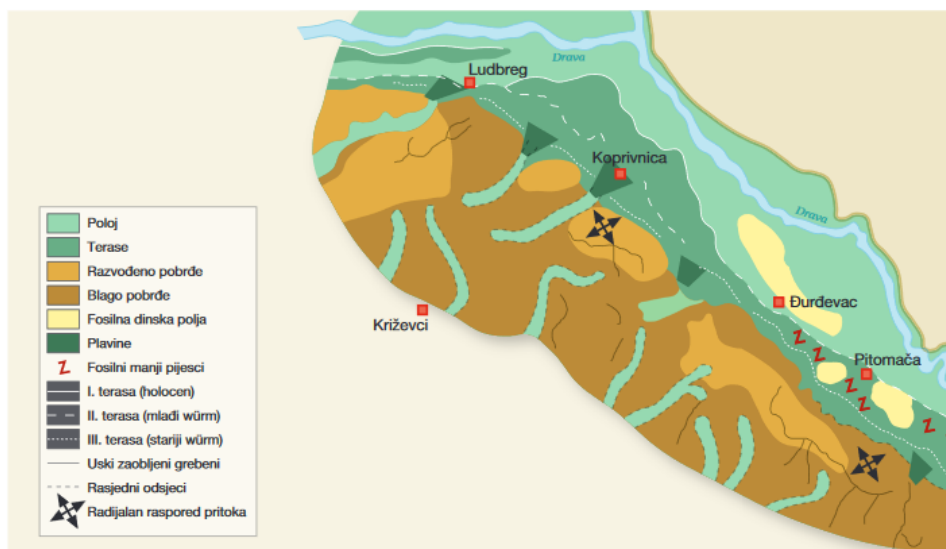 Drava
Ludbreg
Koprivnica
Drava
Đurđevac
Križevci
Pitomača
Poloj
Terase
Razvođeno pobrđe
Blago pobrđe
Fosilna dinska polja
Plavine
Fosilni manji pijesci
I. terasa (holocen)
II. terasa (mlađi würm)
III. terasa (stariji würm)
Uski zaobljeni grebeni
Rasjedni odsjeci
Radijalan raspored pritoka